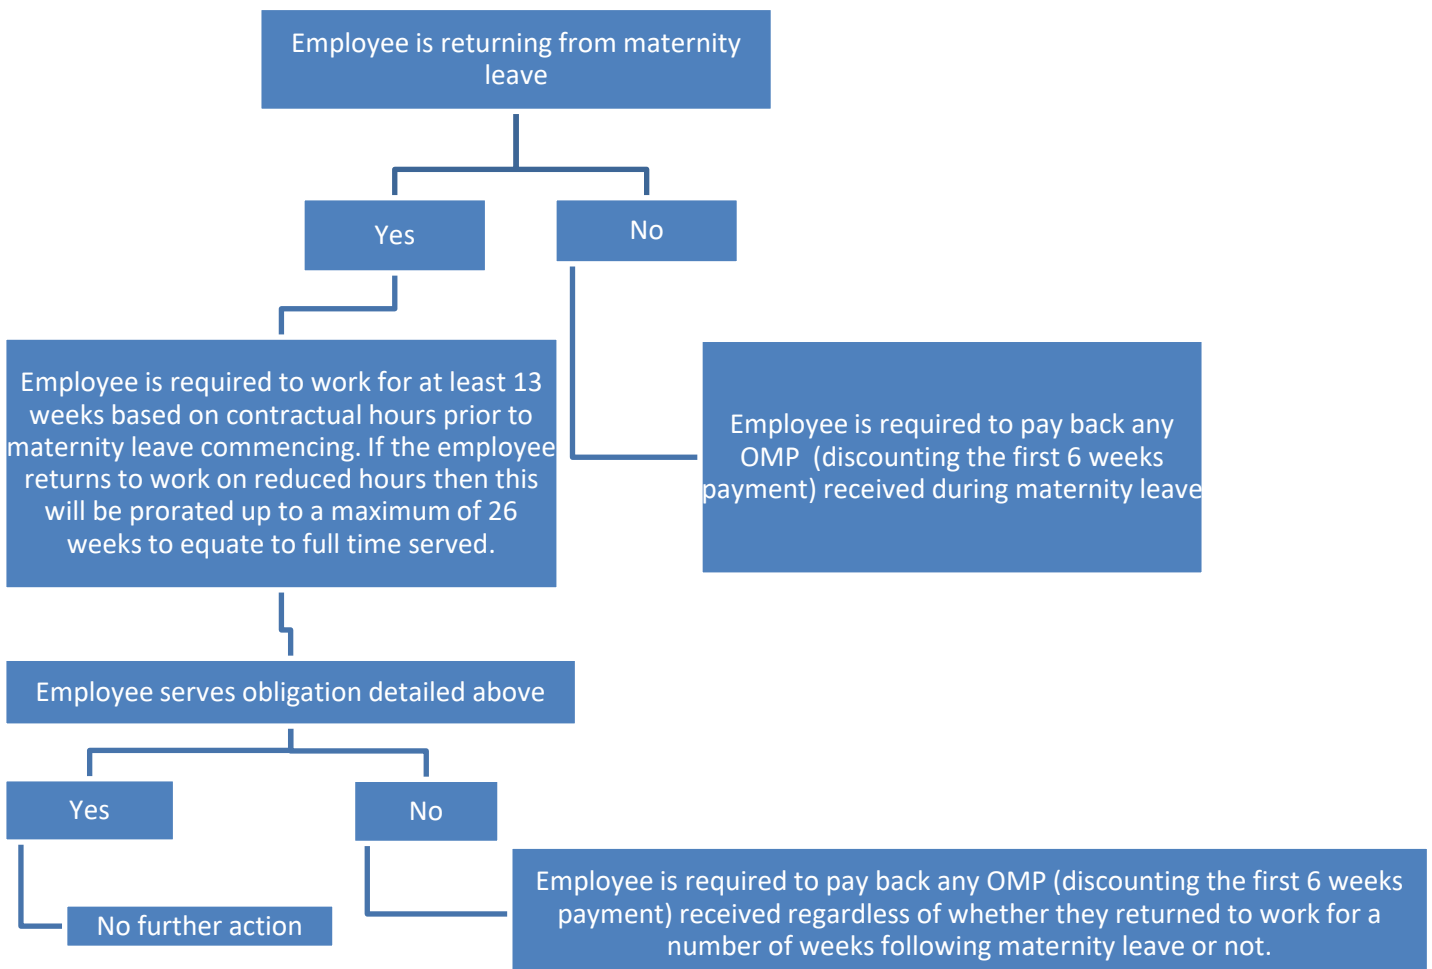 Employee is returning from maternity
leave
Yes
No
Employee is required to work for at least 13
weeks based on contractual hours prior to
maternity leave commencing. If the employee
returns to work on reduced hours then this
will be prorated up to a maximum of 26
weeks to equate to full time served.
Employee is required to pay back any
OMP (discounting the first 6 weeks
payment) received during maternity leave
Employee serves obligation detailed above
Yes
No
No further action
Employee is required to pay back any OMP (discounting the first 6 weeks
payment) received regardless of whether they returned to work for a
number of weeks following maternity leave or not.